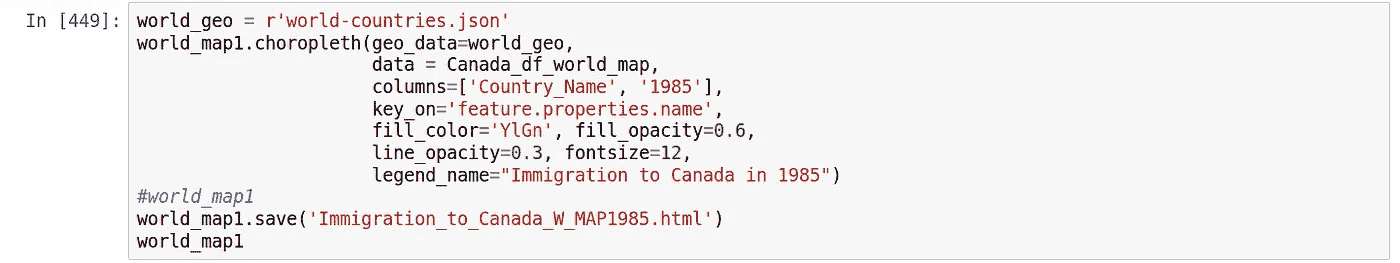 In [449]: world_geo = r'world-countries.json'
world_map1.choropleth(geo_data=world_geo,
data = Canada_df_world_map,
columns=['Country_Name', '1985'],
key_on='feature.properties.name',
fill_color='YlGn', fill_opacity=0.6,
line_opacity=0.3, fontsize=12,
legend_name="Immigration to Canada in 1985")
#world_map1
world_map1.save('Immigration_to_Canada_W_MAP1985.html')
world_map1